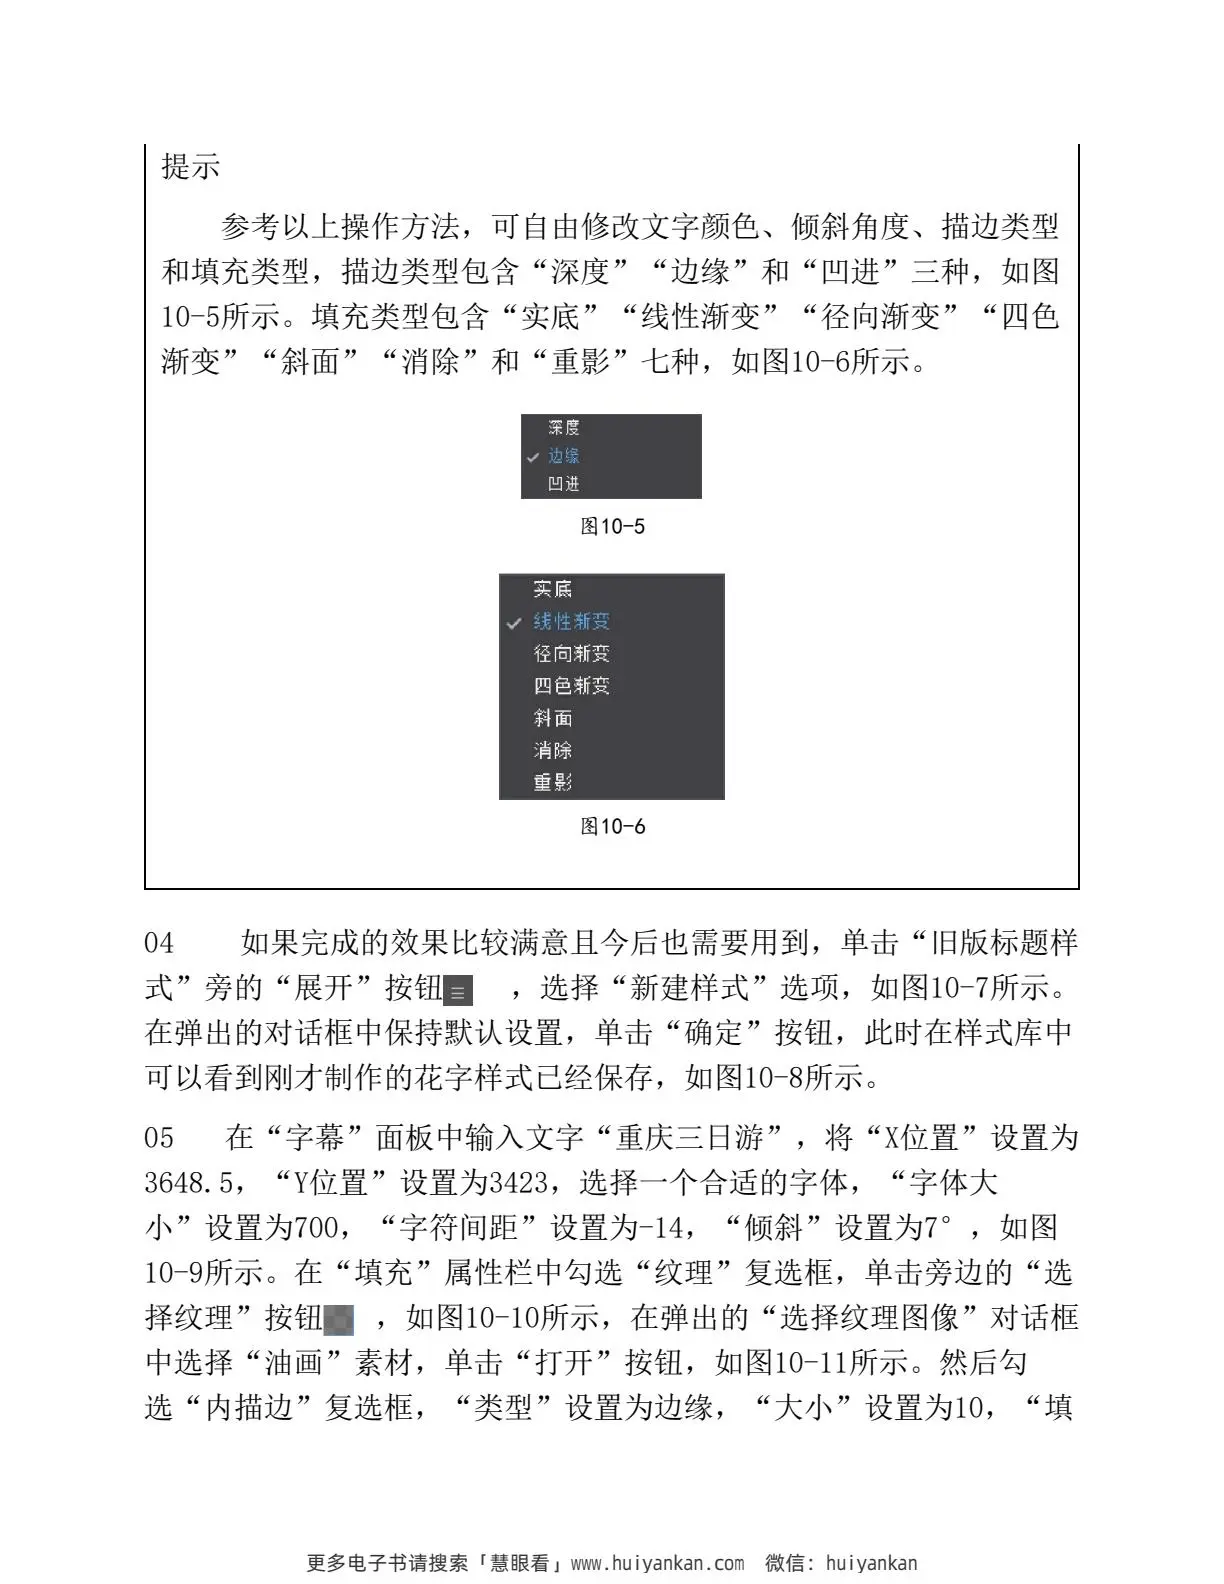 提示
参考以上操作方法，可自由修改文字颜色、倾斜角度、描边类型
和填充类型，描边类型包含“深度”“边缘”和“凹进”三种，如图
10-5所示。填充类型包含“实底”“线性渐变”“径向渐变”“四色
渐变”“斜面”“消除”和“重影”七种，如图10-6所示。
深度
边缘
凹进
图10-5
实底
线性渐变
径向渐变
四色渐变
斜面
消除
重影
图10-6
04 如果完成的效果比较满意且今后也需要用到，单击“旧版标题样
式”旁的“展开”按钮 ，选择“新建样式”选项，如图10-7所示。
在弹出的对话框中保持默认设置，单击“确定”按钮，此时在样式库中
可以看到刚才制作的花字样式已经保存，如图10-8所示。
05 在“字幕”面板中输入文字“重庆三日游”，将“X位置”设置为
3648.5，“Y位置”设置为3423，选择一个合适的字体，“字体大
小”设置为700，“字符间距”设置为-14，“倾斜”设置为7°，如图
10-9所示。在“填充”属性栏中勾选“纹理”复选框，单击旁边的“选
择纹理”按钮 ，如图10-10所示，在弹出的“选择纹理图像”对话框
中选择“油画”素材，单击“打开”按钮，如图10-11所示。然后勾
选“内描边”复选框，“类型”设置为边缘，“大小”设置为10，“填
更多电子书请搜索「慧眼看」www.huiyankan.com 微信：huiyankan